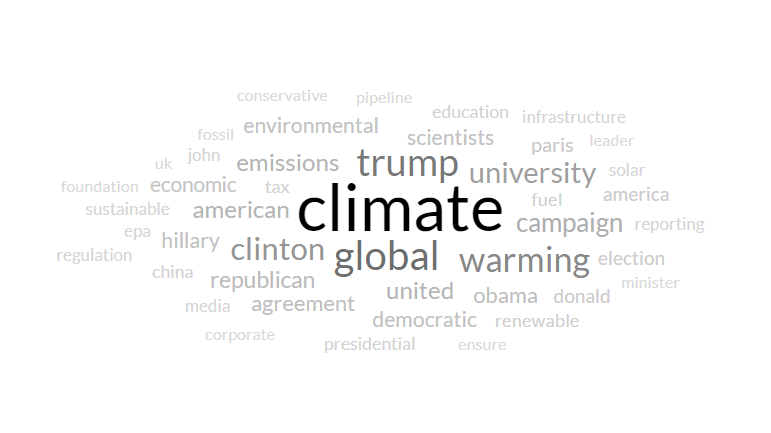 conservative pipeline
education infrastructure
environmental
fossil scientists paris leader
john
uk emissions trump university solar
foundation economic tax
fuel america
sustainable american climate
epa campaign reporting
hillary
regulation clinton global warming election
china
republican minister
media agreement united obama donald
democratic renewable
corporate
presidential ensure